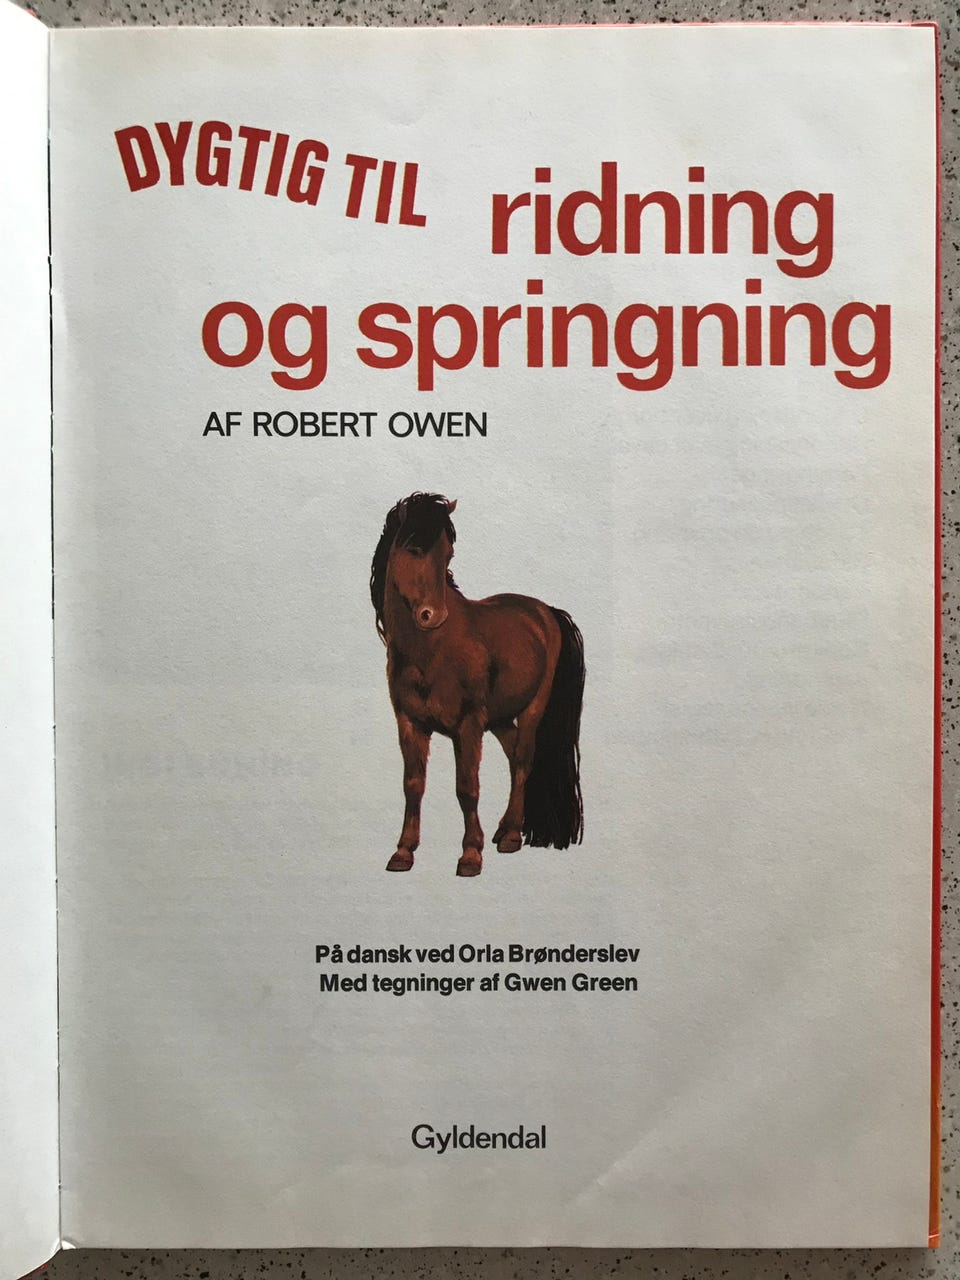 DYGTIG TIL ridning
og springning
AF ROBERT OWEN
På dansk ved Orla Brønderslev
Med tegninger af Gwen Green
Gyldendal